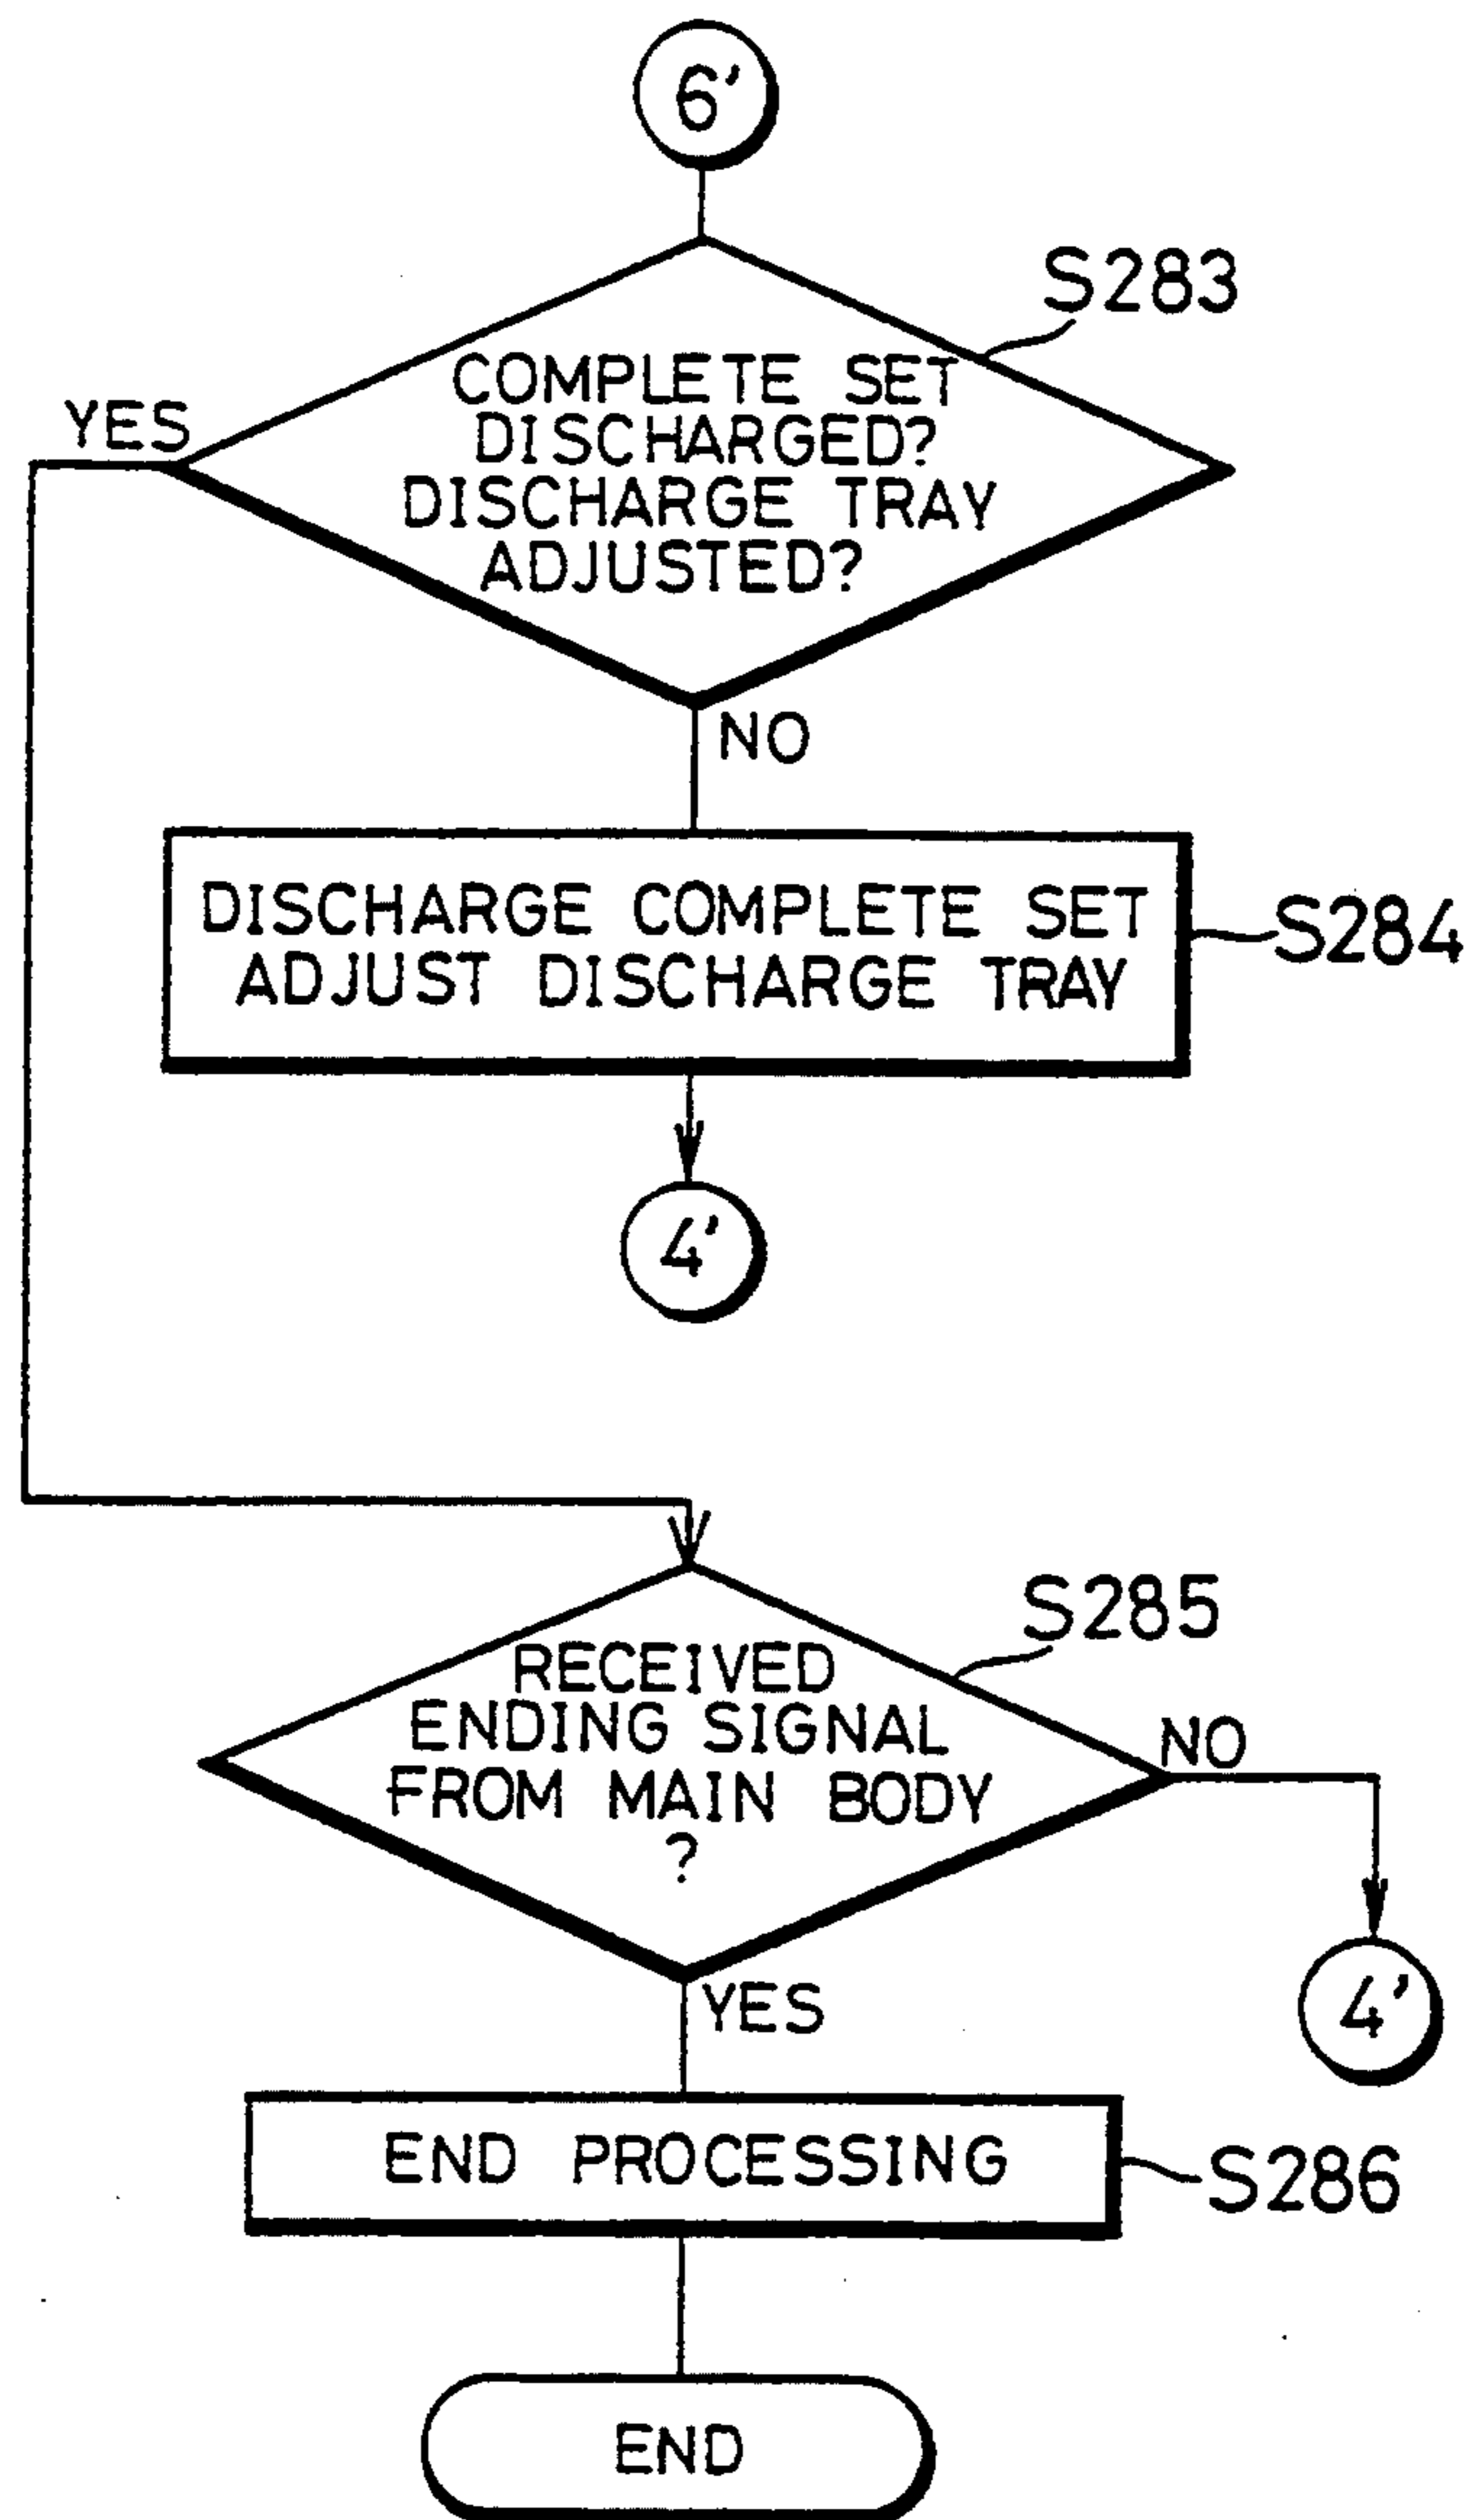 6'
S283
COMPLETE SET
DISCHARGED?
DISCHARGE TRAY
ADJUSTED?
YES
NO
DISCHARGE COMPLETE SET
ADJUST DISCHARGE TRAY
S284
4'
S285
RECEIVED
ENDING SIGNAL
FROM MAIN BODY
?
NO
4'
YES
END PROCESSING
S286
END